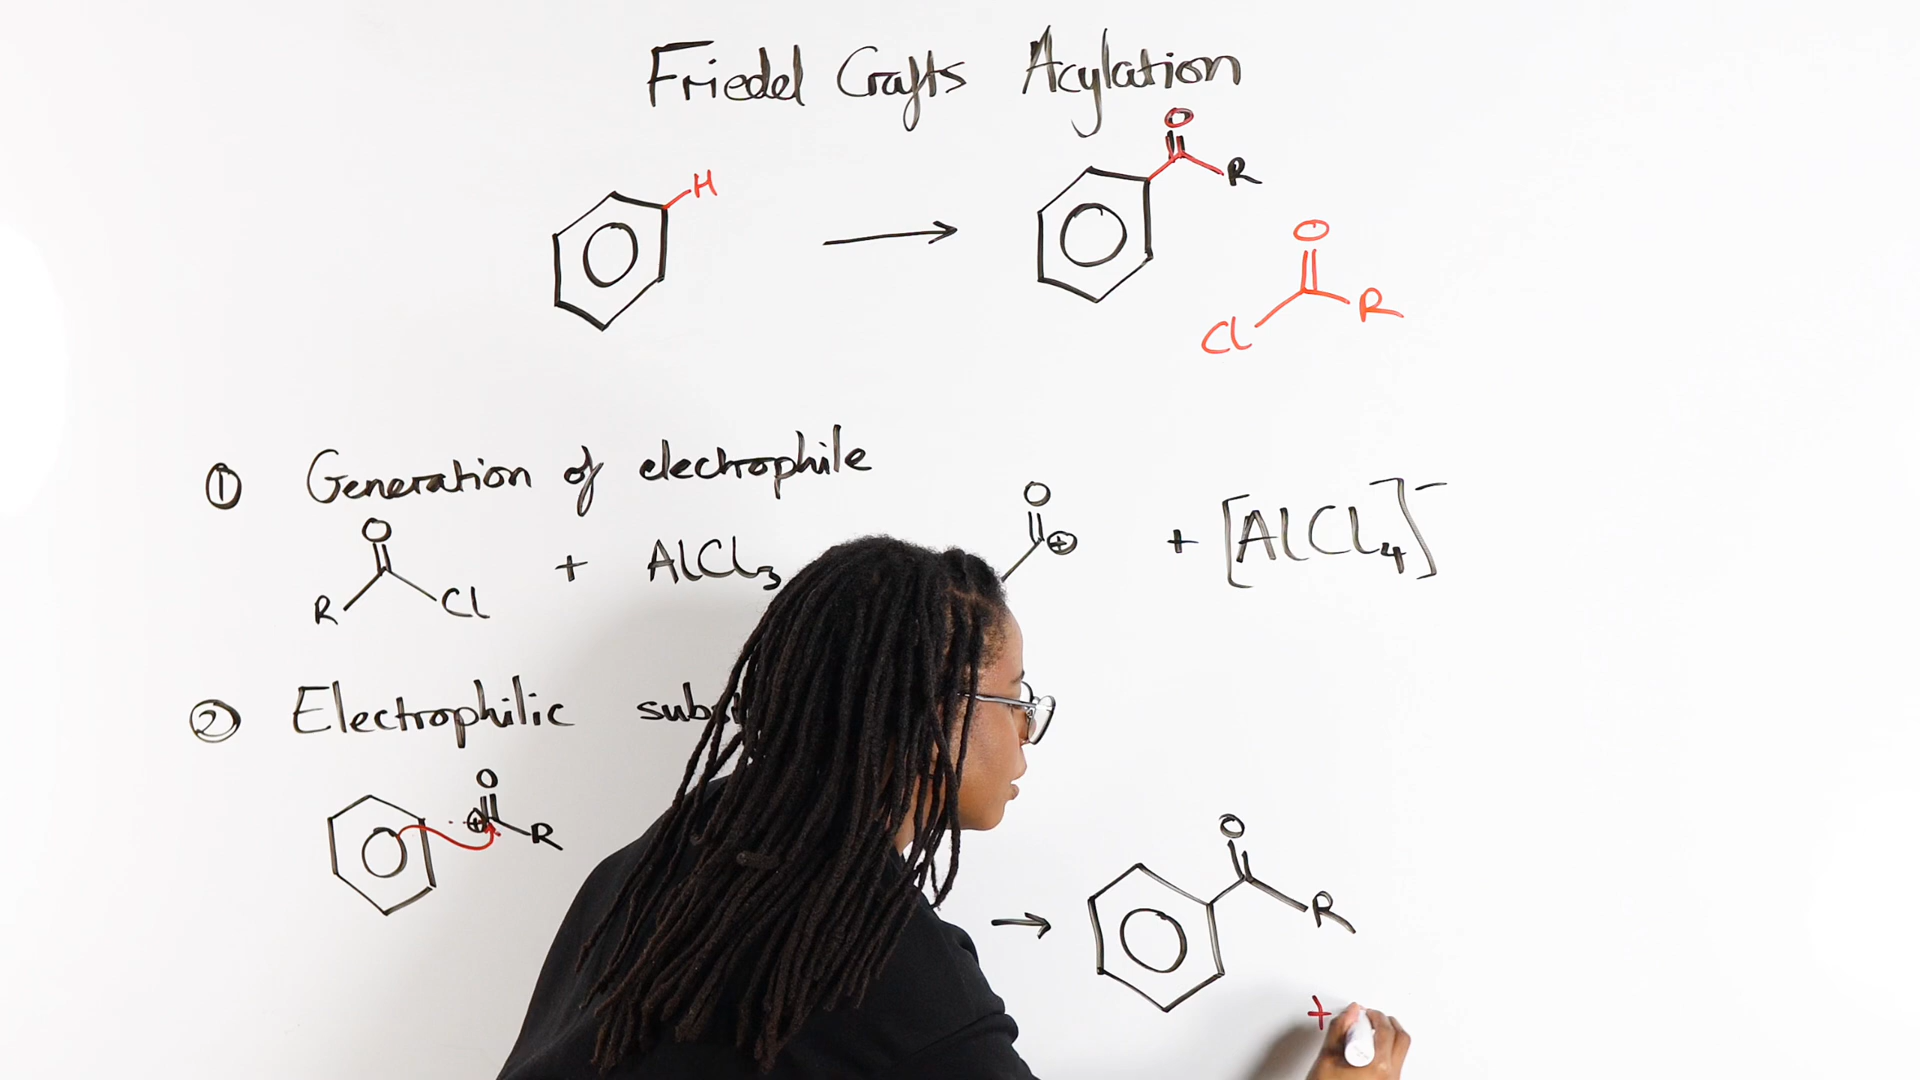 Friedel Crafts Acylation
H
O
R
O
Cl R
① Generation of electrophile
O
R Cl + AlCl₃
O
⊕ + [AlCl₄]⁻
② Electrophilic
O
⊕ R
O
R
+